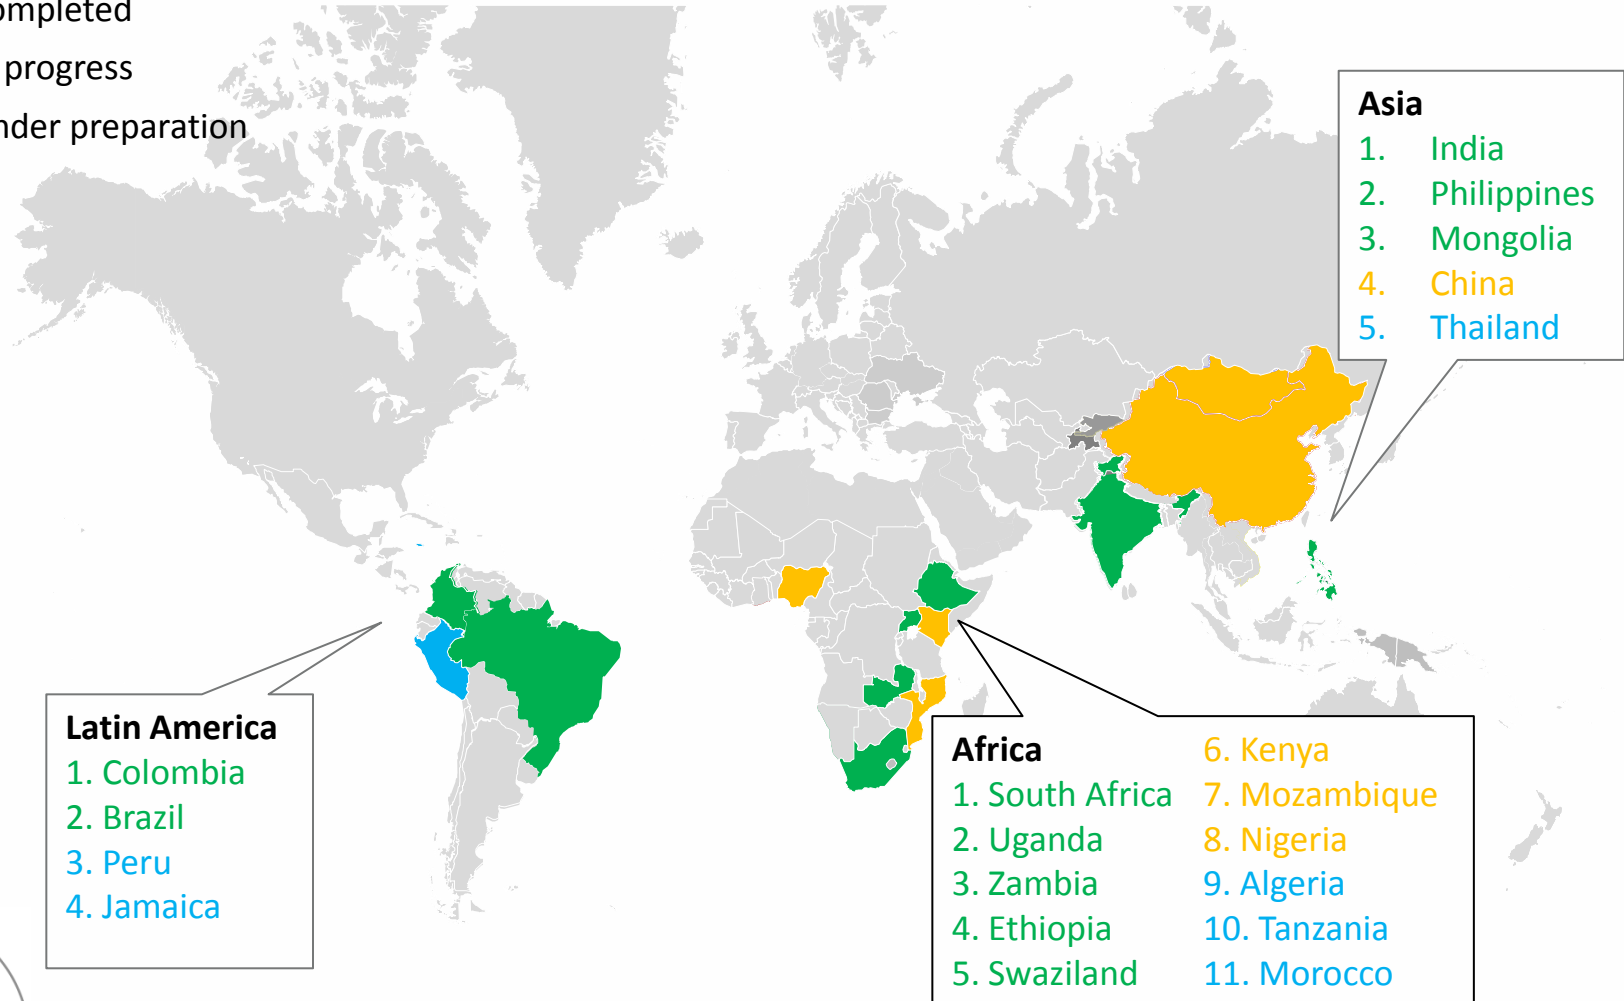 ompleted
progress
nder preparation
Asia
1. India
2. Philippines
3. Mongolia
4. China
5. Thailand
Latin America
1. Colombia
2. Brazil
3. Peru
4. Jamaica
Africa
1. South Africa
2. Uganda
3. Zambia
4. Ethiopia
5. Swaziland
6. Kenya
7. Mozambique
8. Nigeria
9. Algeria
10. Tanzania
11. Morocco